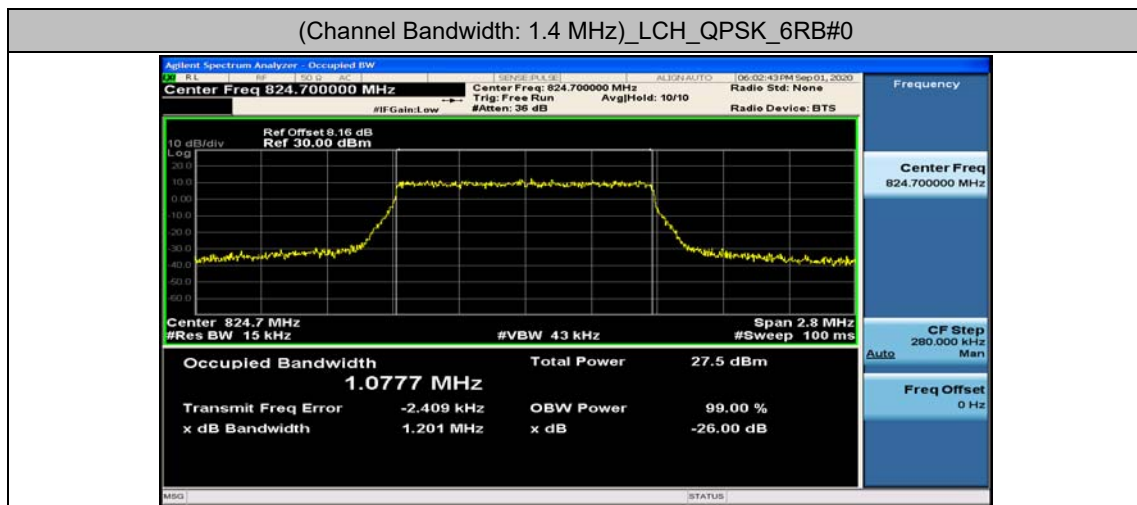 (Channel Bandwidth: 1.4 MHz)_LCH_QPSK_6RB#0
Agilent Spectrum Analyzer - Occupied BW
RL RF 50 Ω AC SENSE:PULSE ALIGN AUTO 06:02:43 PM Sep 01, 2020
Center Freq 824.700000 MHz
Center Freq: 824.700000 MHz
Radio Std: None
Trig: Free Run Avg|Hold: 10/10
#IFGain:Low #Atten: 36 dB Radio Device: BTS
Ref Offset 8.16 dB
10 dB/div Ref 30.00 dBm
Log
20.0
10.0
0.00
-10.0
-20.0
-30.0
-40.0
-50.0
-60.0
Center 824.7 MHz Span 2.8 MHz
#Res BW 15 kHz #VBW 43 kHz #Sweep 100 ms
Occupied Bandwidth Total Power 27.5 dBm
1.0777 MHz
Transmit Freq Error -2.409 kHz OBW Power 99.00 %
x dB Bandwidth 1.201 MHz x dB -26.00 dB
Frequency
Center Freq
824.700000 MHz
CF Step
280.000 kHz
Auto Man
Freq Offset
0 Hz
MSG STATUS